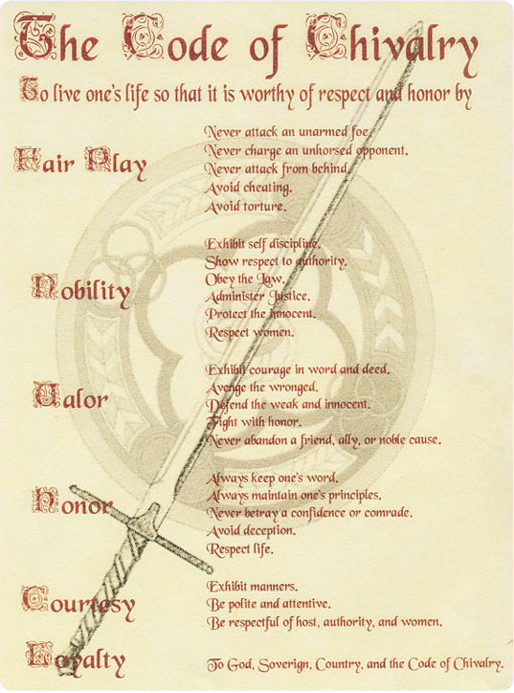 The Code of Chivalry
To live one's life so that it is worthy of respect and honor by
Fair Play
Never attack an unarmed foe.
Never charge an unhorsed opponent.
Never attack from behind.
Avoid cheating.
Avoid torture.
Nobility
Exhibit self discipline.
Show respect to authority.
Obey the Law.
Administer Justice.
Protect the innocent.
Respect women.
Valor
Exhibit courage in word and deed.
Avenge the wronged.
Defend the weak and innocent.
Fight with honor.
Never abandon a friend, ally, or noble cause.
Honor
Always keep one's word.
Always maintain one's principles.
Never betray a confidence or comrade.
Avoid deception.
Respect life.
Courtesy
Exhibit manners.
Be polite and attentive.
Be respectful of host, authority, and women.
Loyalty
To God, Soverign, Country, and the Code of Chivalry.